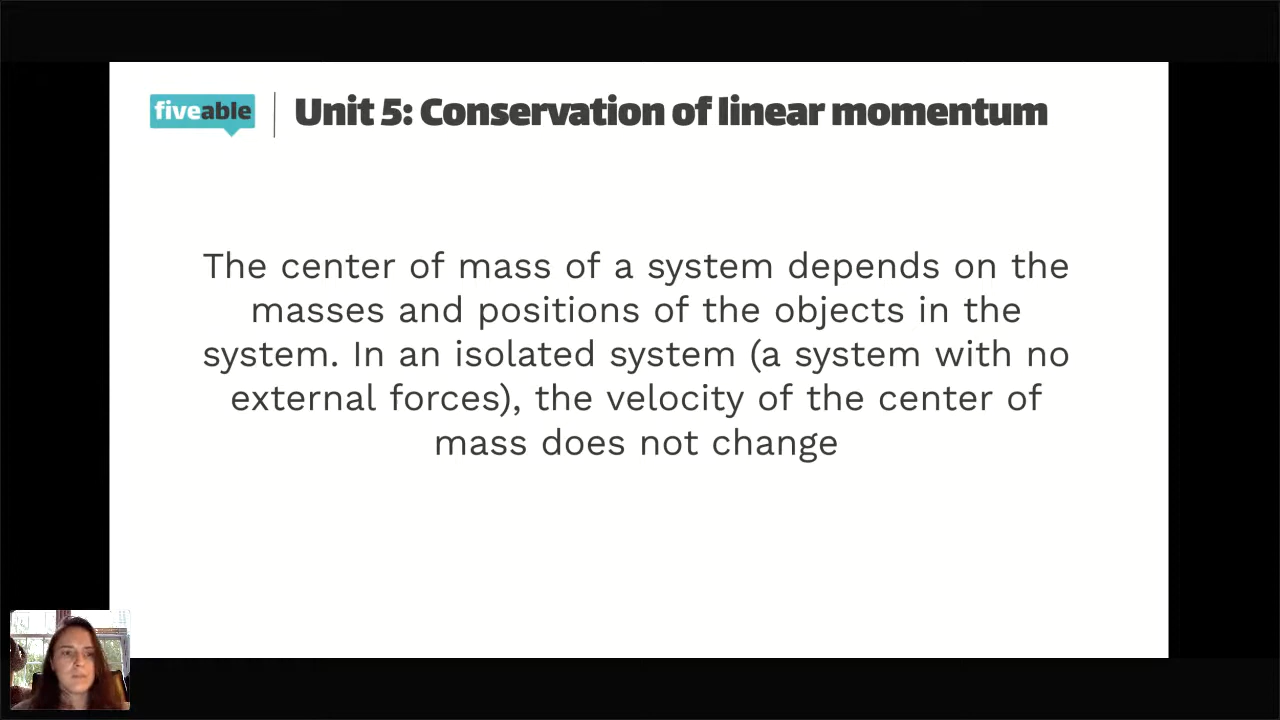 fiveable
Unit 5: Conservation of linear momentum
The center of mass of a system depends on the
masses and positions of the objects in the
system. In an isolated system (a system with no
external forces), the velocity of the center of
mass does not change